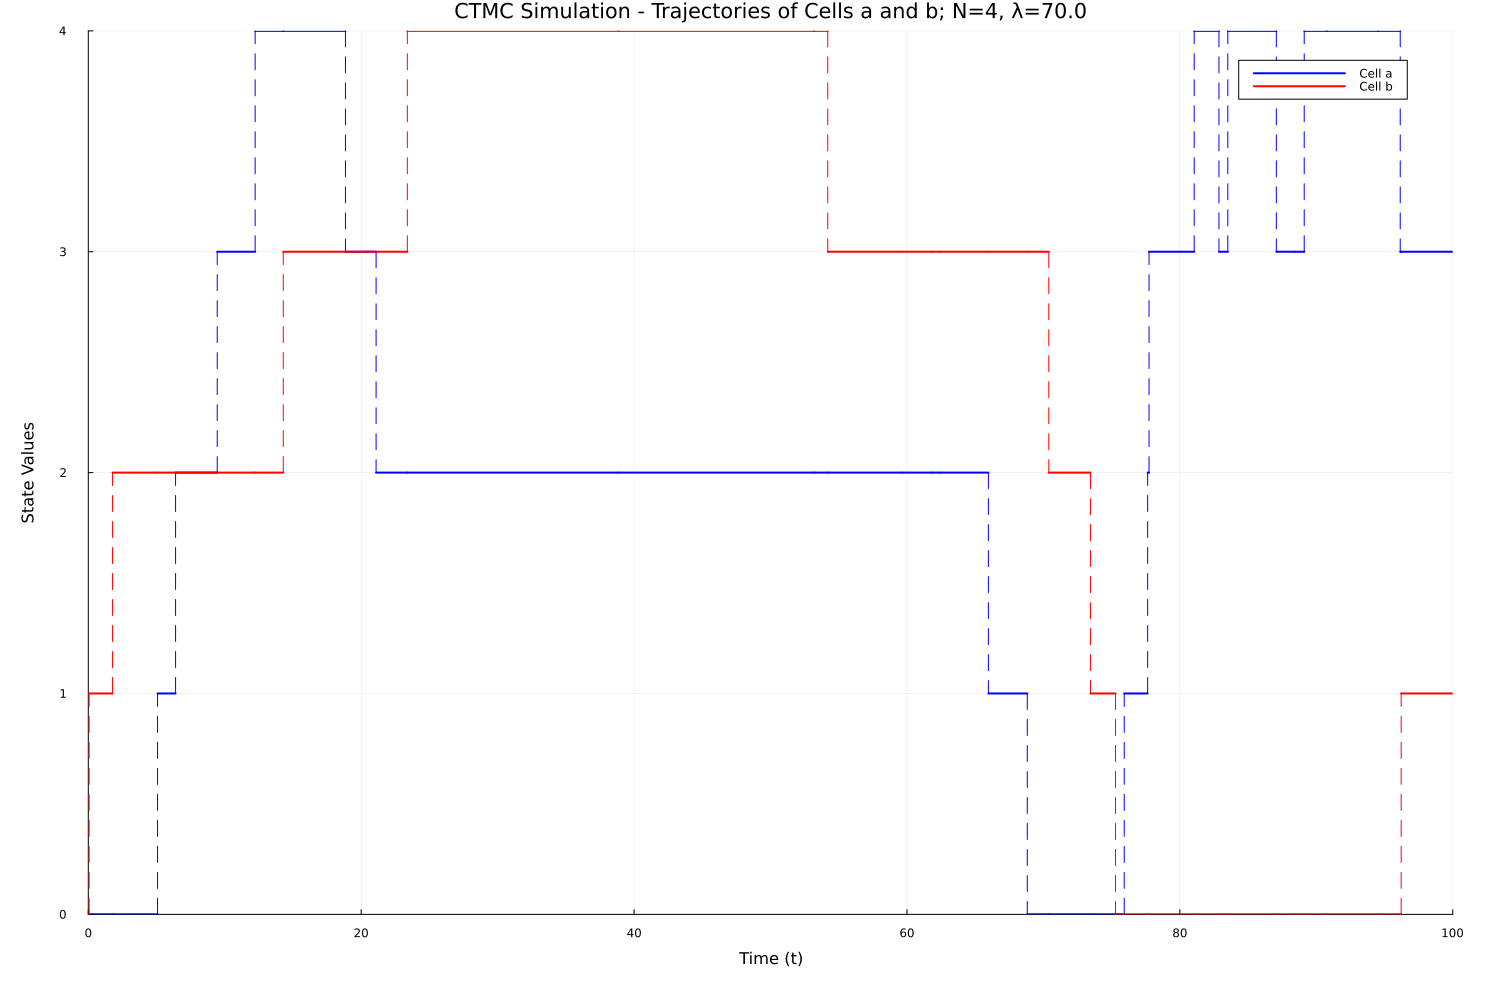 CTMC Simulation - Trajectories of Cells a and b; N=4, λ=70.0
4
Cell a
Cell b
3
State Values
2
1
0
0 20 40 60 80 100
Time (t)